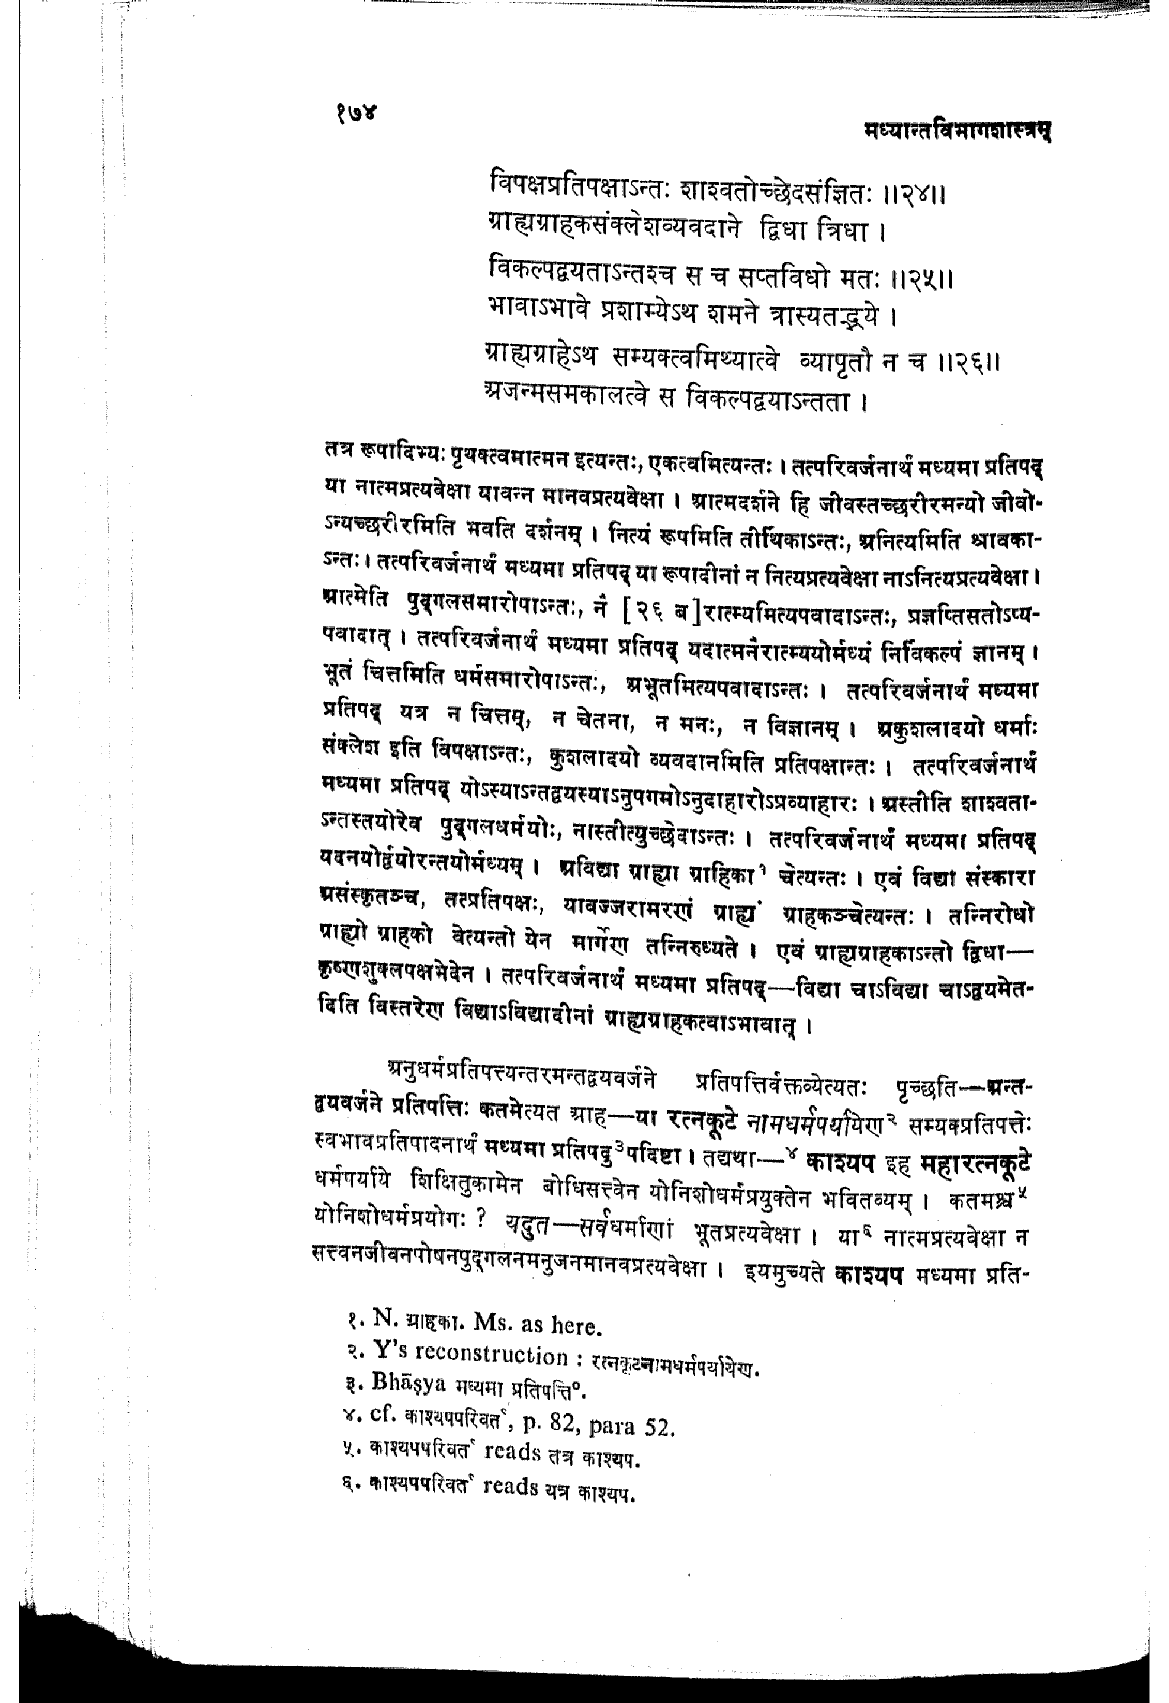 १७४
मध्यान्तविभागशास्त्रम्
विपक्षप्रतिपक्षाऽन्तः शाश्वतोच्छेदसंज्ञितः ॥२४॥
ग्राह्यग्राहकसंक्लेशव्यवदाने द्विधा त्रिधा ।
विकल्पद्वयताऽन्तश्च स च सप्तविधो मतः ॥२५॥
भावाऽभावे प्रशाम्येऽथ शमने त्रास्यतद्भये ।
ग्राह्यग्राहेऽथ सम्यक्त्वमिथ्यात्वे व्यापृतौ न च ॥२६॥
अजन्मसमकालत्वे स विकल्पद्वयाऽन्तता ।
तत्र रूपादिभ्यः पृथक्त्वमात्मन इत्यन्तः, एकत्वमित्यन्तः । तत्परिवर्जनार्थं मध्यमा प्रतिपद्
या नात्मप्रत्यवेक्षा यावन्न मानवप्रत्यवेक्षा । आत्मदर्शने हि जीवस्तच्छरीरमन्यो जीवो-
ऽन्यच्छरीरमिति भवति दर्शनम् । नित्यं रूपमिति तीर्थिकाऽन्तः, अनित्यमिति श्रावका-
ऽन्तः । तत्परिवर्जनार्थं मध्यमा प्रतिपद् या रूपादीनां न नित्यप्रत्यवेक्षा नाऽनित्यप्रत्यवेक्षा ।
आत्मेति पुद्गलसमारोपाऽन्तः, नै [२६ ब]रात्म्यमित्यपवादाऽन्तः, प्रज्ञप्तिसतोऽप्य-
पवादात् । तत्परिवर्जनार्थं मध्यमा प्रतिपद् यदात्मनैरात्म्ययोर्मध्यं निर्विकल्पं ज्ञानम् ।
भूतं चित्तमिति धर्मसमारोपाऽन्तः, अभूतमित्यपवादाऽन्तः । तत्परिवर्जनार्थं मध्यमा
प्रतिपद् यत्र न चित्तम्, न चेतना, न मनः, न विज्ञानम् । अकुशलादयो धर्माः
संक्लेश इति विपक्षाऽन्तः, कुशलादयो व्यवदानमिति प्रतिपक्षान्तः । तत्परिवर्जनार्थं
मध्यमा प्रतिपद् योऽस्याऽन्तद्वयस्याऽनुपगमोऽनुदाहारोऽप्रव्याहारः । अस्तीति शाश्वता-
ऽन्तस्तयोरेव पुद्गलधर्मयोः, नास्तीत्युच्छेदाऽन्तः । तत्परिवर्जनार्थं मध्यमा प्रतिपद्
यदनयोर्द्वयोरन्तयोर्मध्यम् । अविद्या ग्राह्या ग्राहिका१ चेत्यन्तः । एवं विद्या संस्कारा
असंस्कृतञ्च, तत्प्रतिपक्षः, यावज्जरामरणं ग्राह्यं ग्राहकञ्चेत्यन्तः । तन्निरोधो
ग्राह्यो ग्राहको वेत्यन्तो येन मार्गेण तन्निरुध्यते । एवं ग्राह्यग्राहकाऽन्तो द्विधा—
कृष्णशुक्लपक्षभेदेन । तत्परिवर्जनार्थं मध्यमा प्रतिपद्—विद्या चाऽविद्या चाऽद्वयमेत-
दिति विस्तरेण विद्याऽविद्यादीनां ग्राह्यग्राहकत्वाऽभावात् ।
अनुधर्मप्रतिपत्त्यन्तरमन्तद्वयवर्जने प्रतिपत्तिर्वक्तव्येत्यतः पृच्छति—अन्त-
द्वयवर्जने प्रतिपत्तिः कतमेत्यत आह—या रत्नकूटे नामधर्मपर्यायेण२ सम्यक्प्रतिपत्तेः
स्वभावप्रतिपादनार्थं मध्यमा प्रतिपदु३पदिष्टा । तद्यथा—४ काश्यप इह महारत्नकूटे
धर्मपर्याये शिक्षितुकामेन बोधिसत्त्वेन योनिशोधर्मप्रयुक्तेन भवितव्यम् । कतमश्च५
योनिशोधर्मप्रयोगः ? यदुत—सर्वधर्माणां भूतप्रत्यवेक्षा । या६ नात्मप्रत्यवेक्षा न
सत्त्वनजीवनपोषनपुद्गलनमनुजनमानवप्रत्यवेक्षा । इयमुच्यते काश्यप मध्यमा प्रति-
१. N. ग्राहका. Ms. as here.
२. Y's reconstruction : रत्नकूटनामधर्मपर्यायेण.
३. Bhāṣya मध्यमा प्रतिपत्ति°.
४. cf. काश्यपपरिवर्त, p. 82, para 52.
५. काश्यपपरिवर्त reads तत्र काश्यप.
६. काश्यपपरिवर्त reads यत्र काश्यप.